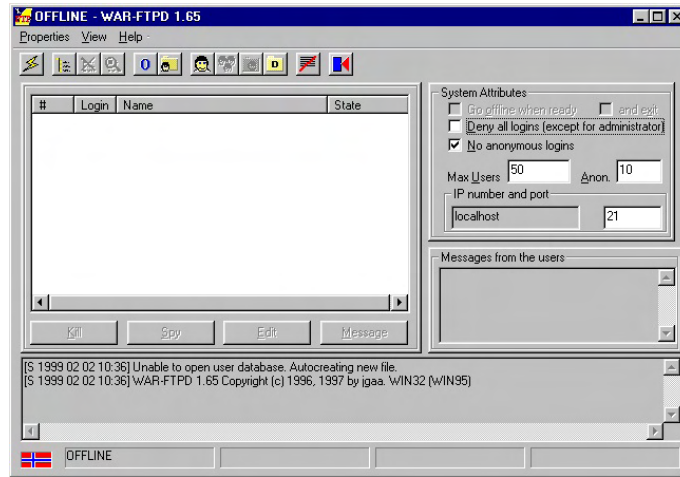 OFFLINE - WAR-FTPD 1.65
Properties View Help
0 D
# Login Name State
System Attributes
Go offline when ready and exit
Deny all logins (except for administrator)
No anonymous logins
Max Users 50 Anon. 10
IP number and port
localhost 21
Messages from the users
Kill Spy Edit Message
[S 1999 02 02 10:36] Unable to open user database. Autocreating new file.
[S 1999 02 02 10:36] WAR-FTPD 1.65 Copyright (c) 1996, 1997 by jgaa. WIN32 (WIN95)
OFFLINE